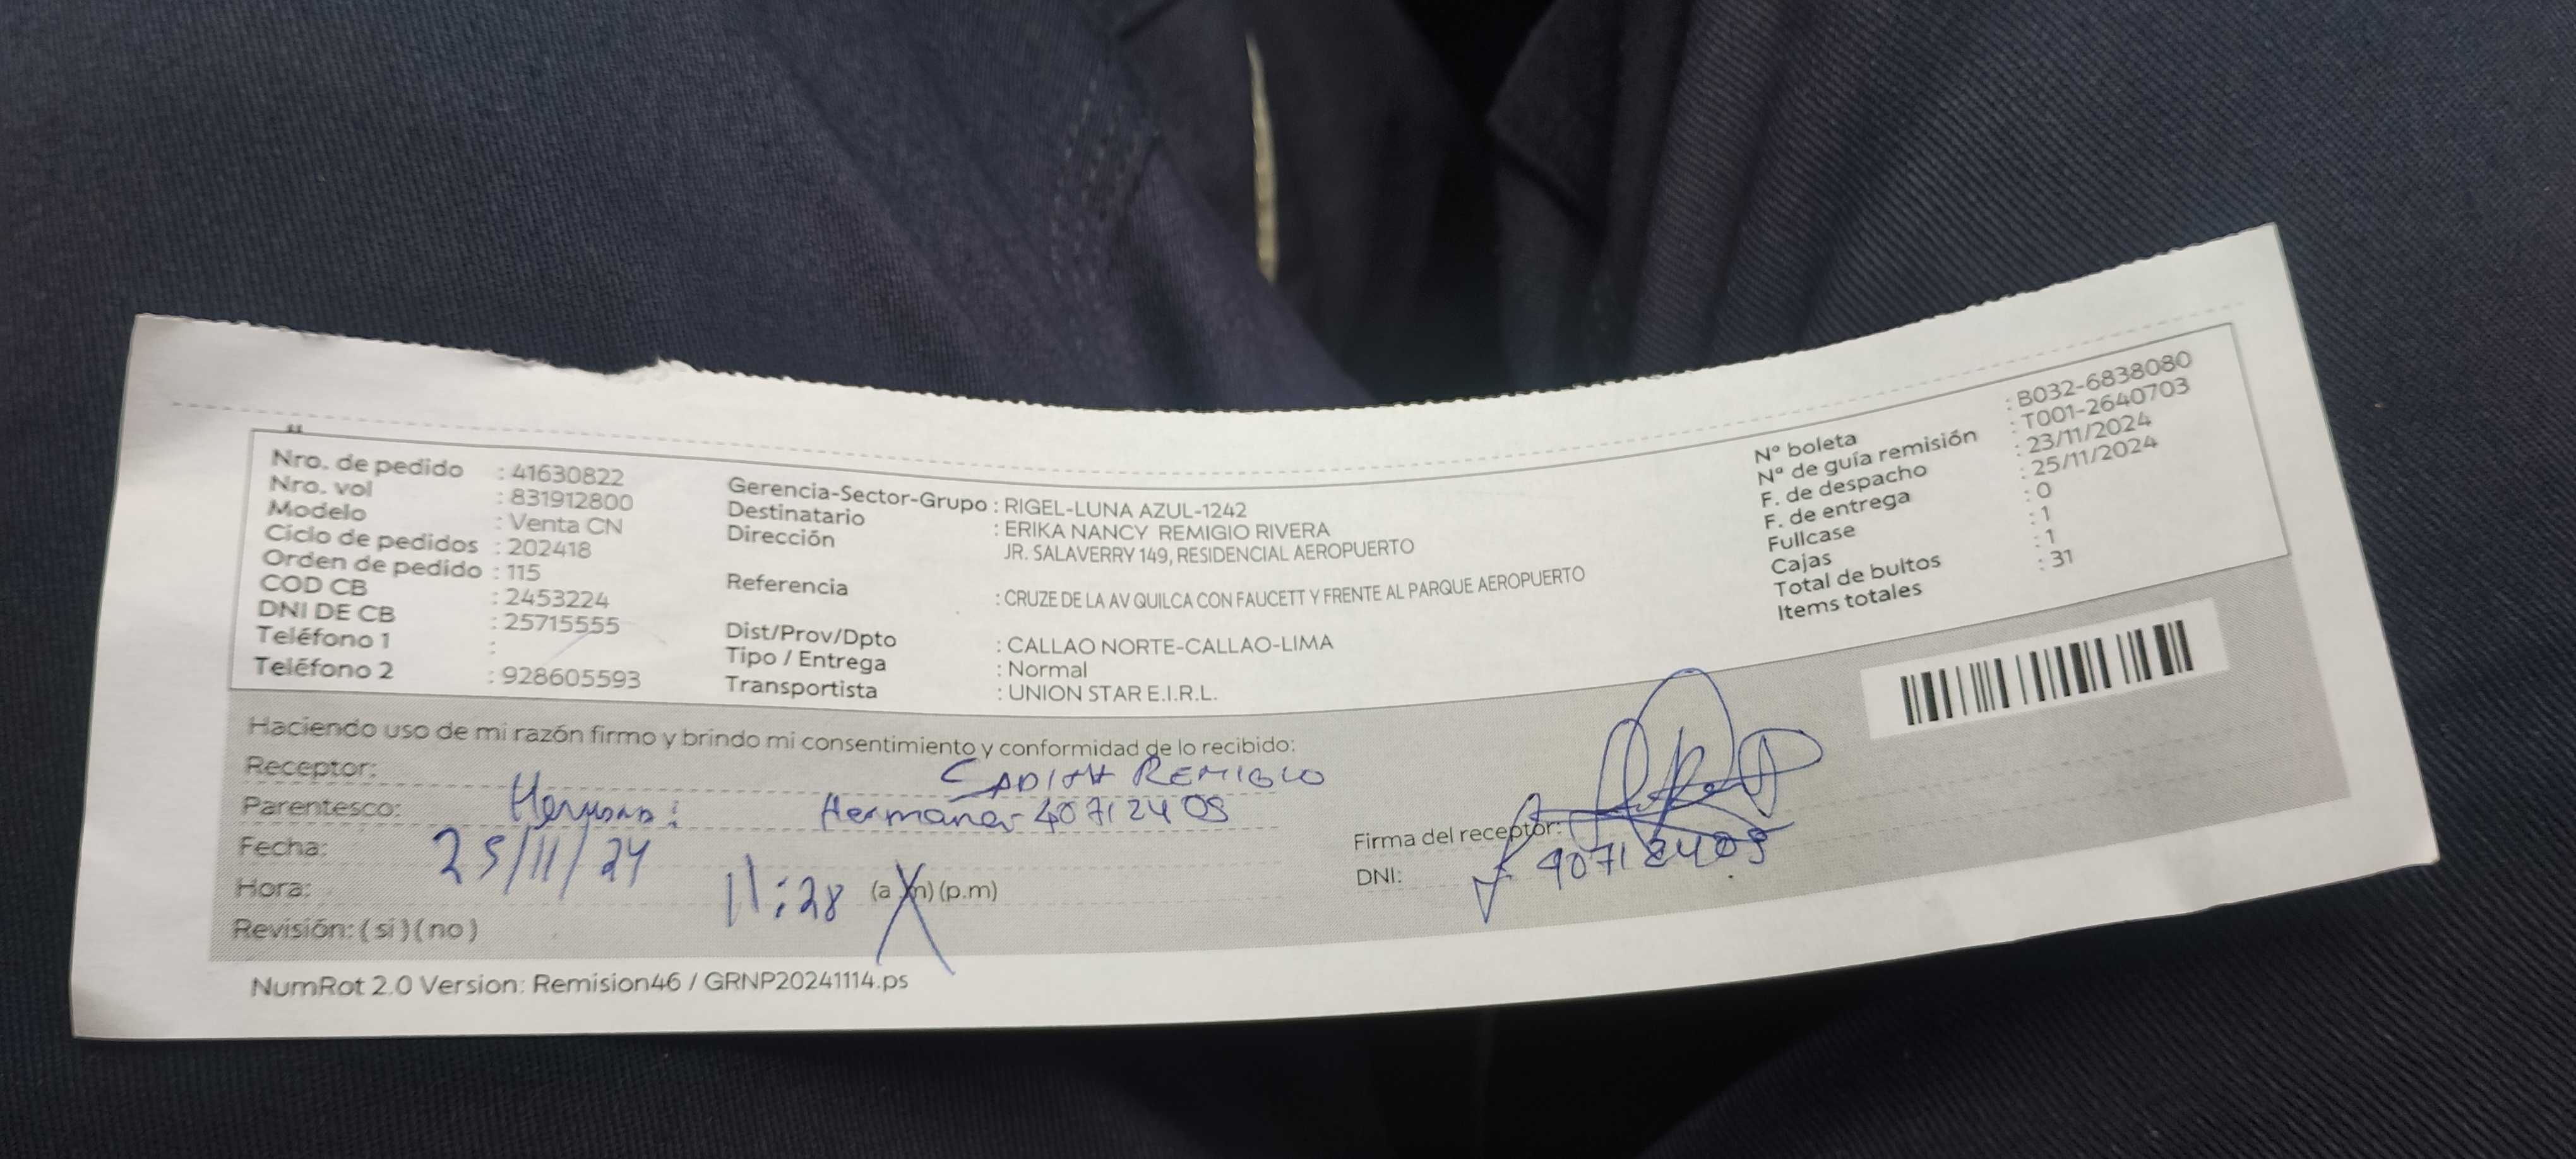 Nro. de pedido : 41630822
Nro. vol : 831912800
Modelo : Venta CN
Ciclo de pedidos : 202418
Orden de pedido : 115
COD CB : 2453224
DNI DE CB : 25715555
Teléfono 1 :
Teléfono 2 : 928605593
Gerencia-Sector-Grupo : RIGEL-LUNA AZUL-1242
Destinatario : ERIKA NANCY REMIGIO RIVERA
Dirección JR. SALAVERRY 149, RESIDENCIAL AEROPUERTO
Referencia : CRUZE DE LA AV QUILCA CON FAUCETT Y FRENTE AL PARQUE AEROPUERTO
Dist/Prov/Dpto : CALLAO NORTE-CALLAO-LIMA
Tipo / Entrega : Normal
Transportista : UNION STAR E.I.R.L.
Nº boleta : B032-6838080
Nº de guía remisión : T001-2640703
F. de despacho : 23/11/2024
F. de entrega : 25/11/2024
Fullcase : 0
Cajas : 1
Total de bultos : 1
Items totales : 31
Haciendo uso de mi razón firmo y brindo mi consentimiento y conformidad de lo recibido:
Receptor: REMIGIO
Parentesco: Hermana 40712405
Fecha: 25/11/24
Hora: 11:28 (a m) (p.m)
Revisión: ( si ) ( no )
Firma del receptor:
DNI: 40712405
NumRot 2.0 Version: Remision46 / GRNP20241114.ps